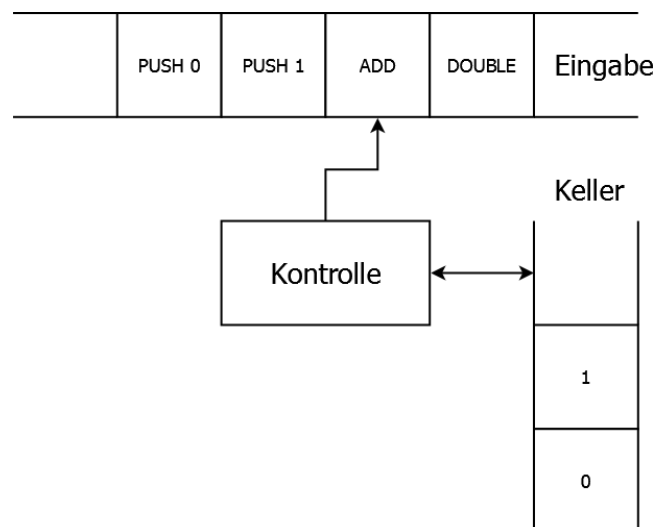 PUSH 0
PUSH 1
ADD
DOUBLE
Eingabe
Keller
Kontrolle
1
0